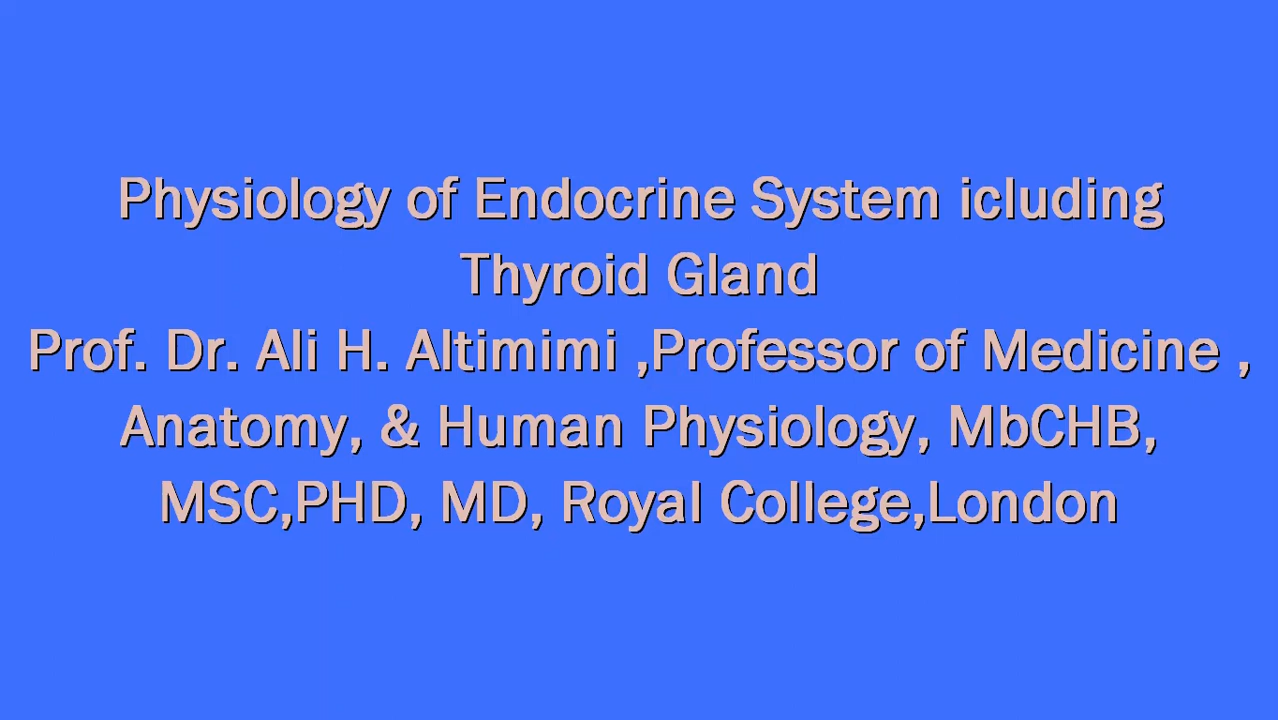 Physiology of Endocrine System icluding
Thyroid Gland
Prof. Dr. Ali H. Altimimi ,Professor of Medicine ,
Anatomy, & Human Physiology, MbCHB,
MSC,PHD, MD, Royal College,London